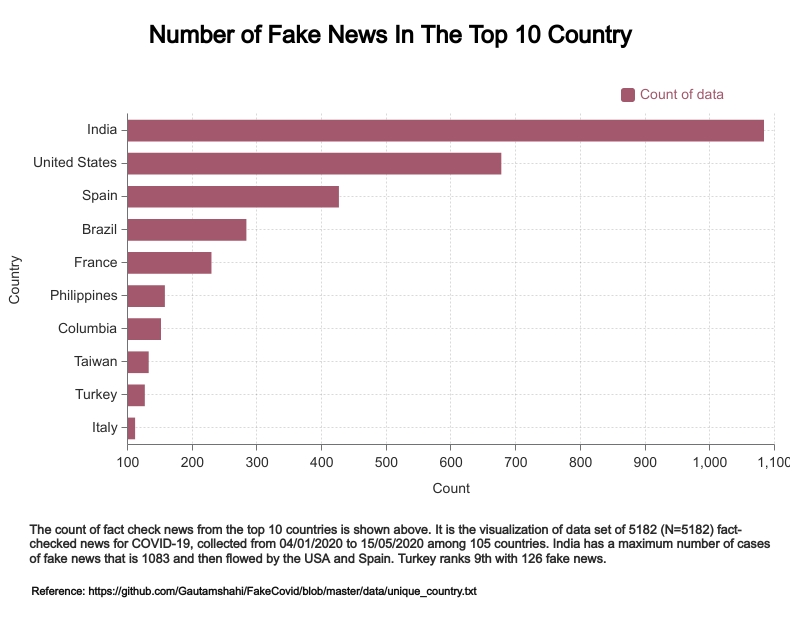 Number of Fake News In The Top 10 Country
Count of data
India
United States
Spain
Brazil
France
Philippines
Columbia
Taiwan
Turkey
Italy
Country
100 200 300 400 500 600 700 800 900 1,000 1,100
Count
The count of fact check news from the top 10 countries is shown above. It is the visualization of data set of 5182 (N=5182) fact-
checked news for COVID-19, collected from 04/01/2020 to 15/05/2020 among 105 countries. India has a maximum number of cases
of fake news that is 1083 and then flowed by the USA and Spain. Turkey ranks 9th with 126 fake news.
Reference: https://github.com/Gautamshahi/FakeCovid/blob/master/data/unique_country.txt